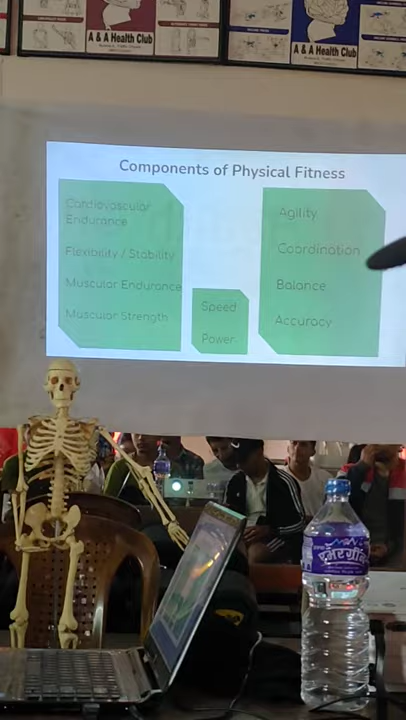 A & A Health Club
A & A Health Club
Components of Physical Fitness
Cardiovascular
Endurance
Flexibility / Stability
Muscular Endurance
Muscular Strength
Speed
Power
Agility
Coordination
Balance
Accuracy